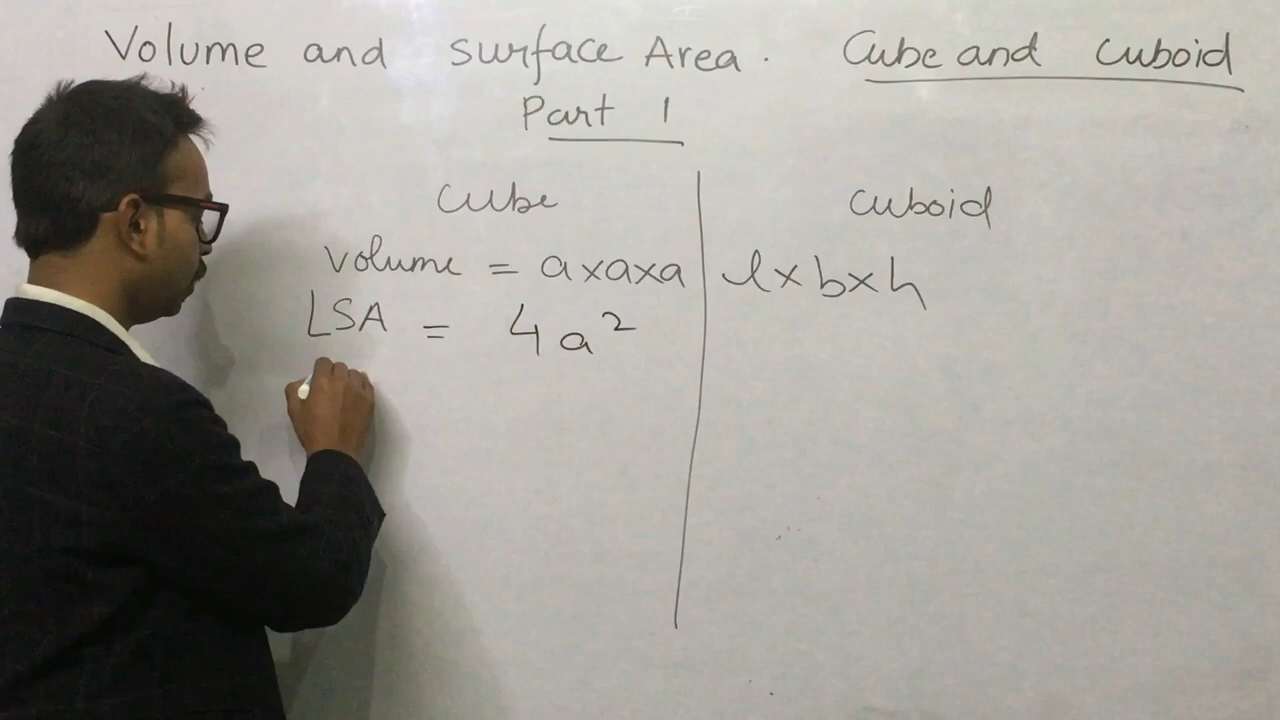 Volume and surface Area. Cube and cuboid
Part 1
cube cuboid
volume = a×a×a l×b×h
LSA = 4a²